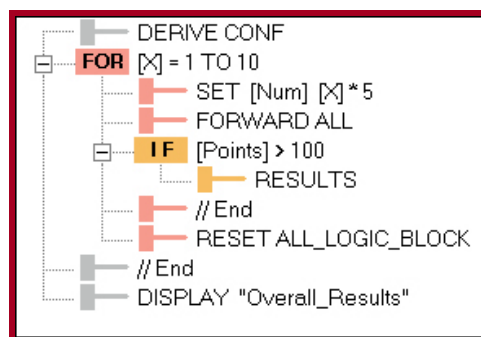 DERIVE CONF
FOR [X] = 1 TO 10
SET [Num] [X] * 5
FORWARD ALL
IF [Points] > 100
RESULTS
// End
RESET ALL_LOGIC_BLOCK
// End
DISPLAY "Overall_Results"